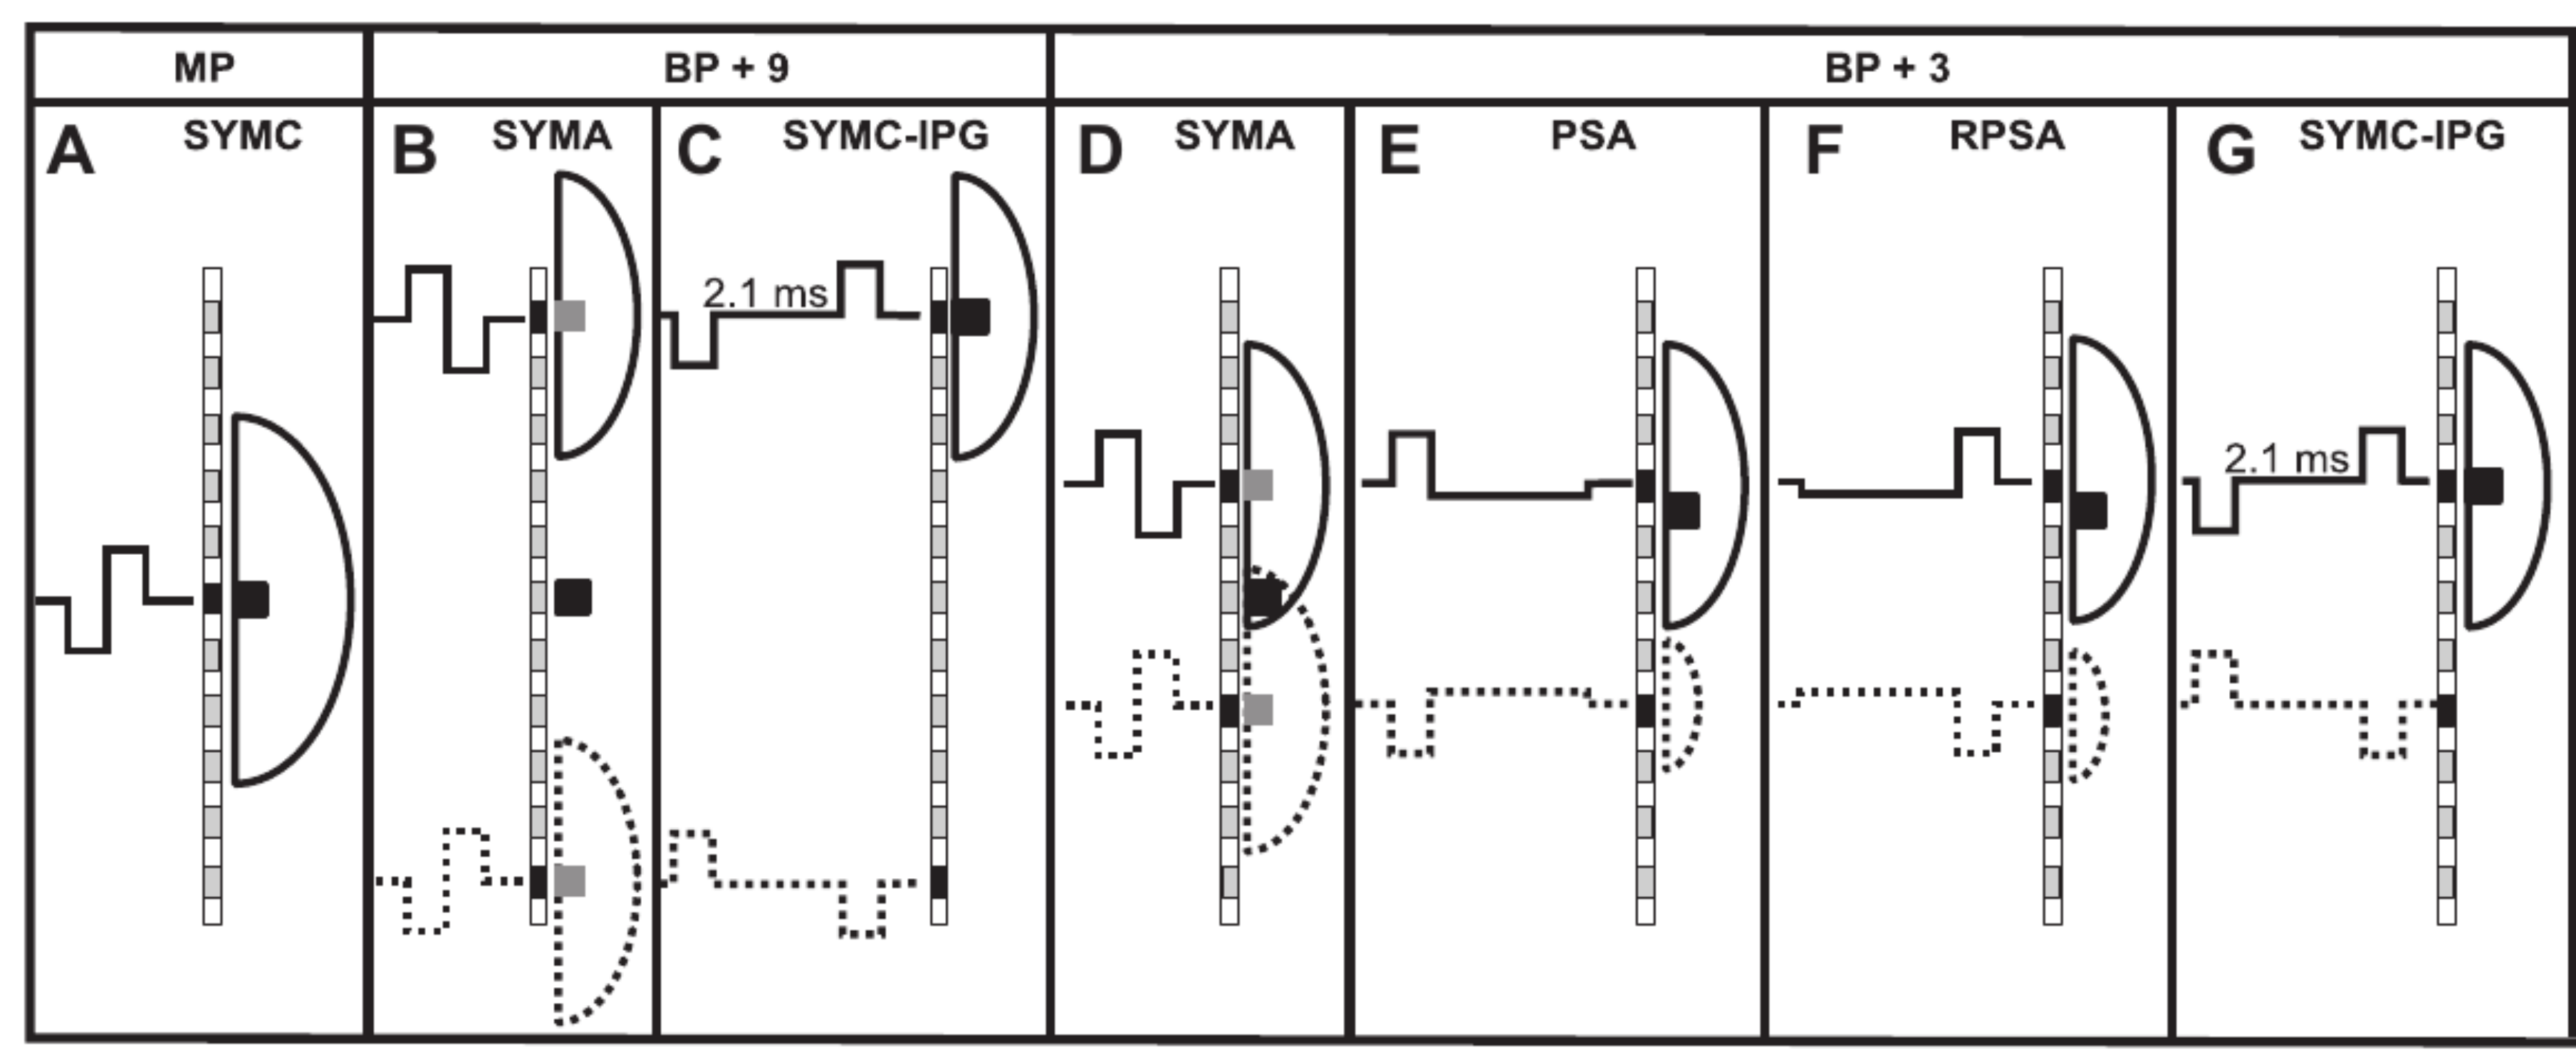 MP
BP + 9
BP + 3
A SYMC
B SYMA
C SYMC-IPG
D SYMA
E PSA
F RPSA
G SYMC-IPG
2.1 ms
2.1 ms